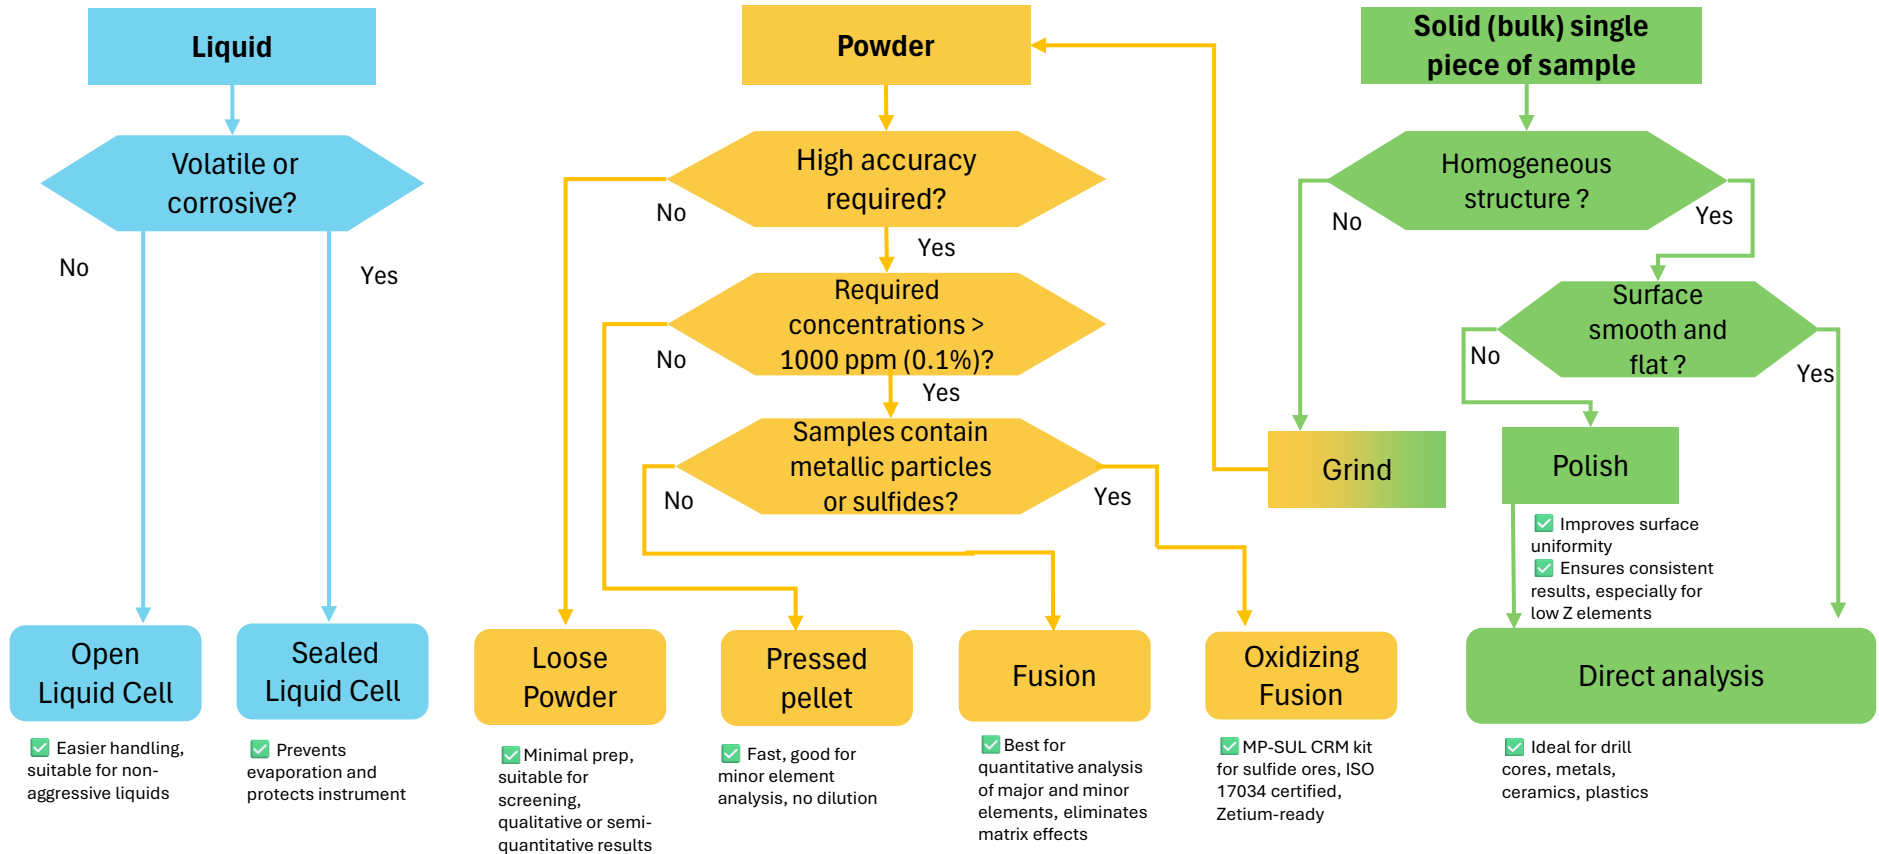 Liquid
Volatile or
corrosive?
No
Yes
Open
Liquid Cell
✅ Easier handling,
suitable for non-
aggressive liquids
Sealed
Liquid Cell
✅ Prevents
evaporation and
protects instrument
Powder
High accuracy
required?
No
Yes
Required
concentrations >
1000 ppm (0.1%)?
No
Yes
Samples contain
metallic particles
or sulfides?
No
Yes
Loose
Powder
✅ Minimal prep,
suitable for
screening,
qualitative or semi-
quantitative results
Pressed
pellet
✅ Fast, good for
minor element
analysis, no dilution
Fusion
✅ Best for
quantitative analysis
of major and minor
elements, eliminates
matrix effects
Oxidizing
Fusion
✅ MP-SUL CRM kit
for sulfide ores, ISO
17034 certified,
Zetium-ready
Solid (bulk) single
piece of sample
Homogeneous
structure ?
No
Yes
Grind
Surface
smooth and
flat ?
No
Yes
Polish
✅ Improves surface
uniformity
✅ Ensures consistent
results, especially for
low Z elements
Direct analysis
✅ Ideal for drill
cores, metals,
ceramics, plastics